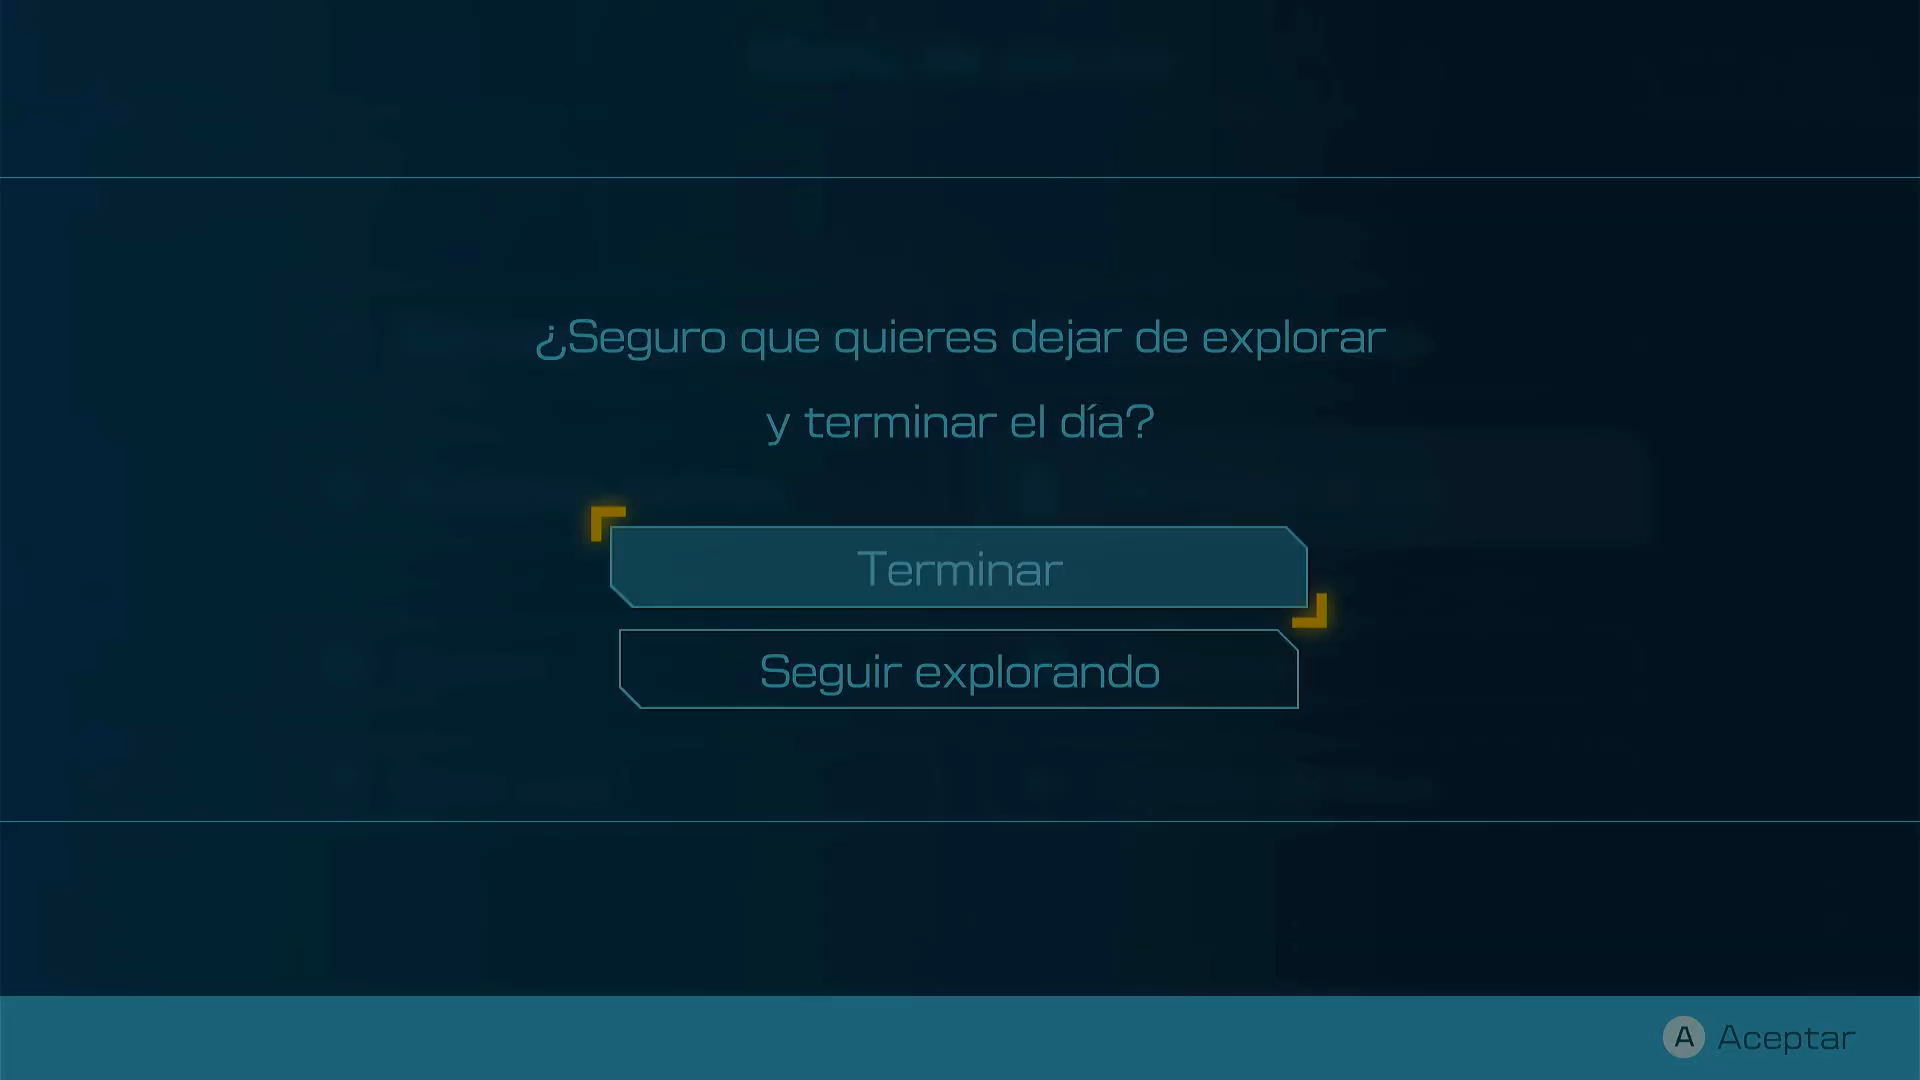 ¿Seguro que quieres dejar de explorar
y terminar el día?
Terminar
Seguir explorando
A Aceptar